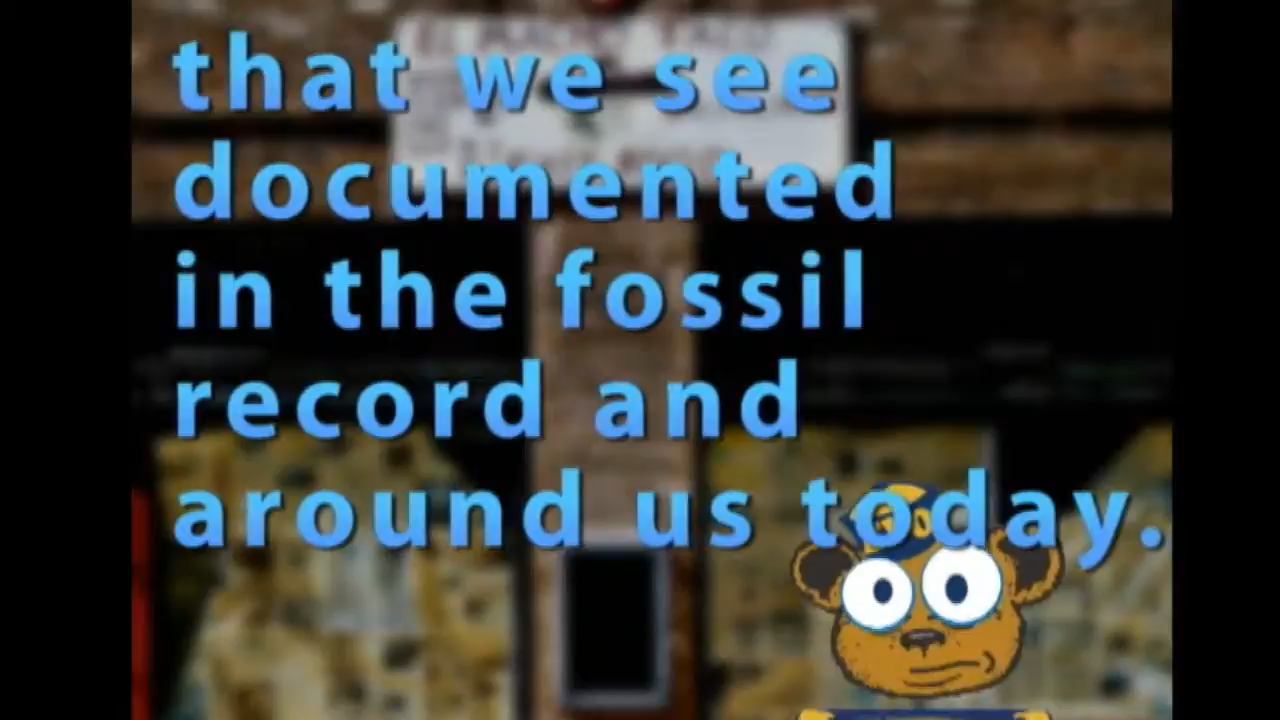 that we see
documented
in the fossil
record and
around us today.